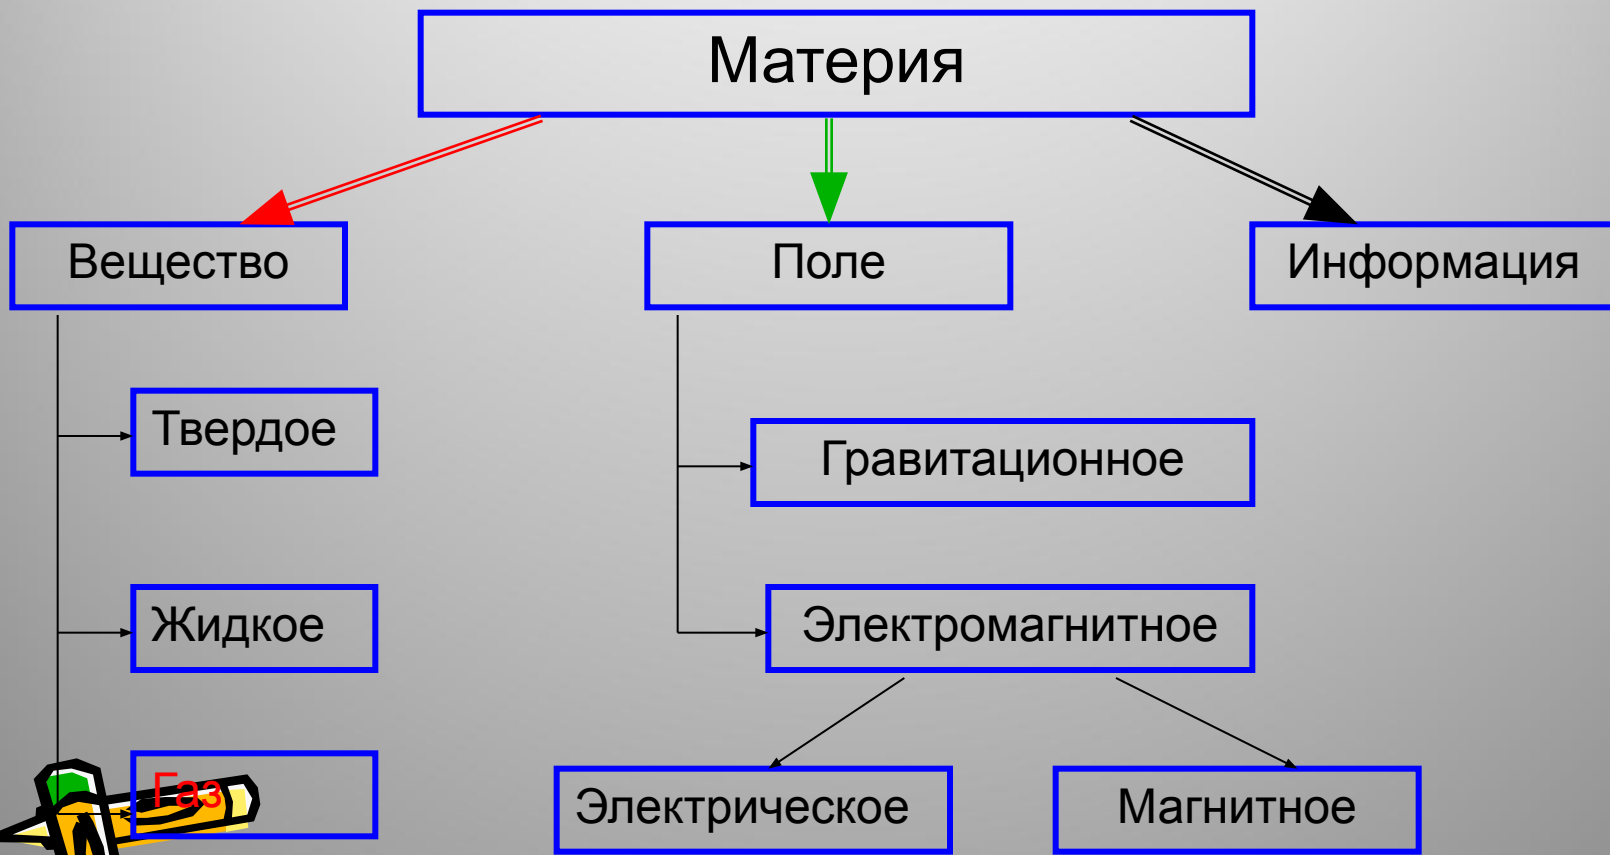 Материя
Вещество
Поле
Информация
Твердое
Гравитационное
Жидкое
Электромагнитное
Газ
Электрическое
Магнитное